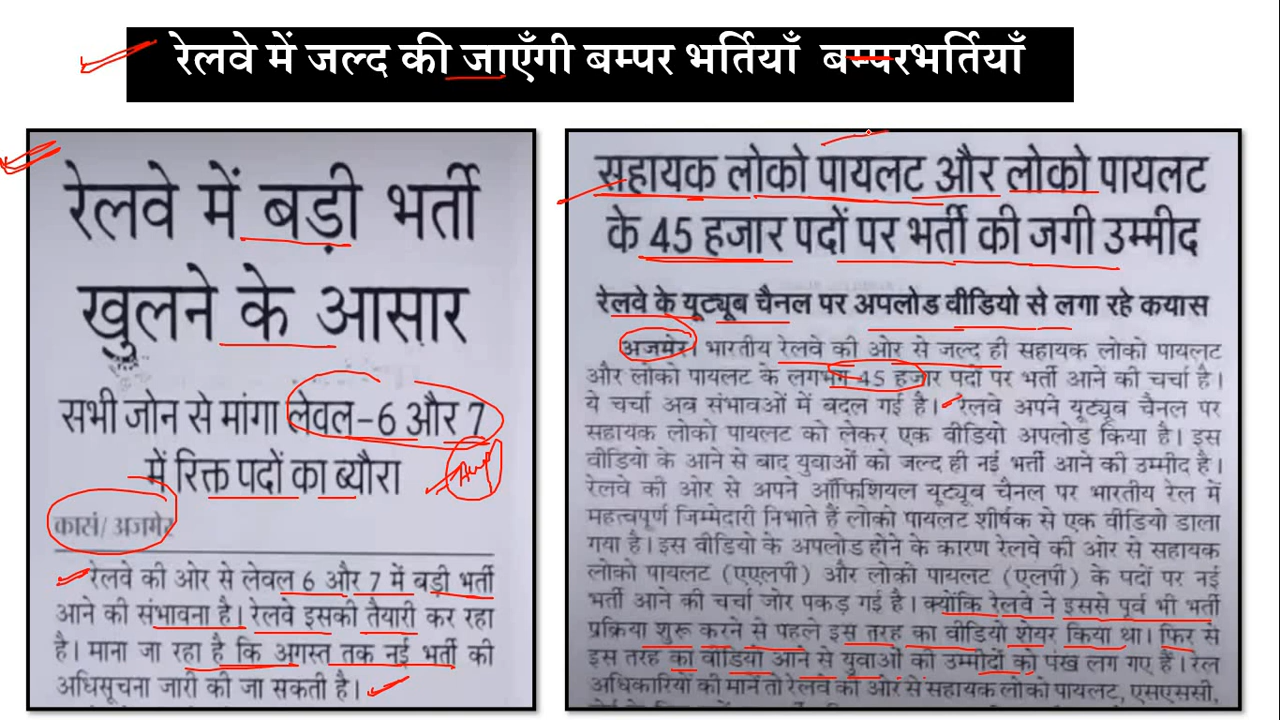 रेलवे में जल्द की जाएँगी बम्पर भर्तियाँ बम्परभर्तियाँ
रेलवे में बड़ी भर्ती
खुलने के आसार
सभी जोन से मांगा लेवल-6 और 7
में रिक्त पदों का ब्यौरा
कासं/अजमेर
रेलवे की ओर से लेवल 6 और 7 में बड़ी भर्ती
आने की संभावना है। रेलवे इसकी तैयारी कर रहा
है। माना जा रहा है कि अगस्त तक नई भर्ती की
अधिसूचना जारी की जा सकती है।
सहायक लोको पायलट और लोको पायलट
के 45 हजार पदों पर भर्ती की जगी उम्मीद
रेलवे के यूट्यूब चैनल पर अपलोड वीडियो से लगा रहे कयास
अजमेर। भारतीय रेलवे की ओर से जल्द ही सहायक लोको पायलट
और लोको पायलट के लगभग 45 हजार पदों पर भर्ती आने की चर्चा है।
ये चर्चा अब संभावओं में बदल गई है। रेलवे अपने यूट्यूब चैनल पर
सहायक लोको पायलट को लेकर एक वीडियो अपलोड किया है। इस
वीडियो के आने से बाद युवाओं को जल्द ही नई भर्ती आने की उम्मीद है।
रेलवे की ओर से अपने ऑफिशियल यूट्यूब चैनल पर भारतीय रेल में
महत्वपूर्ण जिम्मेदारी निभाते हैं लोको पायलट शीर्षक से एक वीडियो डाला
गया है। इस वीडियो के अपलोड होने के कारण रेलवे की ओर से सहायक
लोको पायलट (एएलपी) और लोको पायलट (एलपी) के पदों पर नई
भर्ती आने की चर्चा जोर पकड़ गई है। क्योंकि रेलवे ने इससे पूर्व भी भर्ती
प्रक्रिया शुरू करने से पहले इस तरह का वीडियो शेयर किया था। फिर से
इस तरह का वीडियो आने से युवाओं की उम्मीदों को पंख लग गए है। रेल
अधिकारियों की मानें तो रेलवे की ओर से सहायक लोको पायलट, एसएससी,